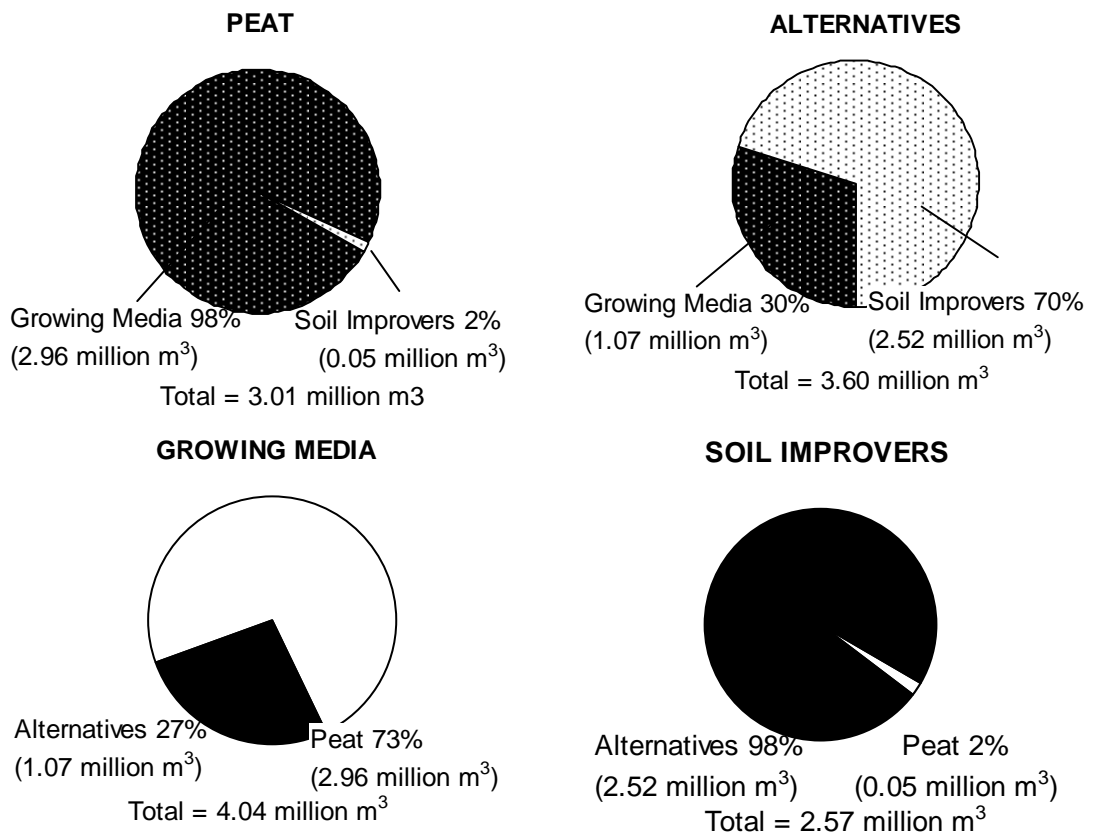 PEAT
Growing Media 98%
(2.96 million m³)
Soil Improvers 2%
(0.05 million m³)
Total = 3.01 million m3
ALTERNATIVES
Growing Media 30%
(1.07 million m³)
Soil Improvers 70%
(2.52 million m³)
Total = 3.60 million m³
GROWING MEDIA
Alternatives 27%
(1.07 million m³)
Peat 73%
(2.96 million m³)
Total = 4.04 million m³
SOIL IMPROVERS
Alternatives 98%
(2.52 million m³)
Peat 2%
(0.05 million m³)
Total = 2.57 million m³